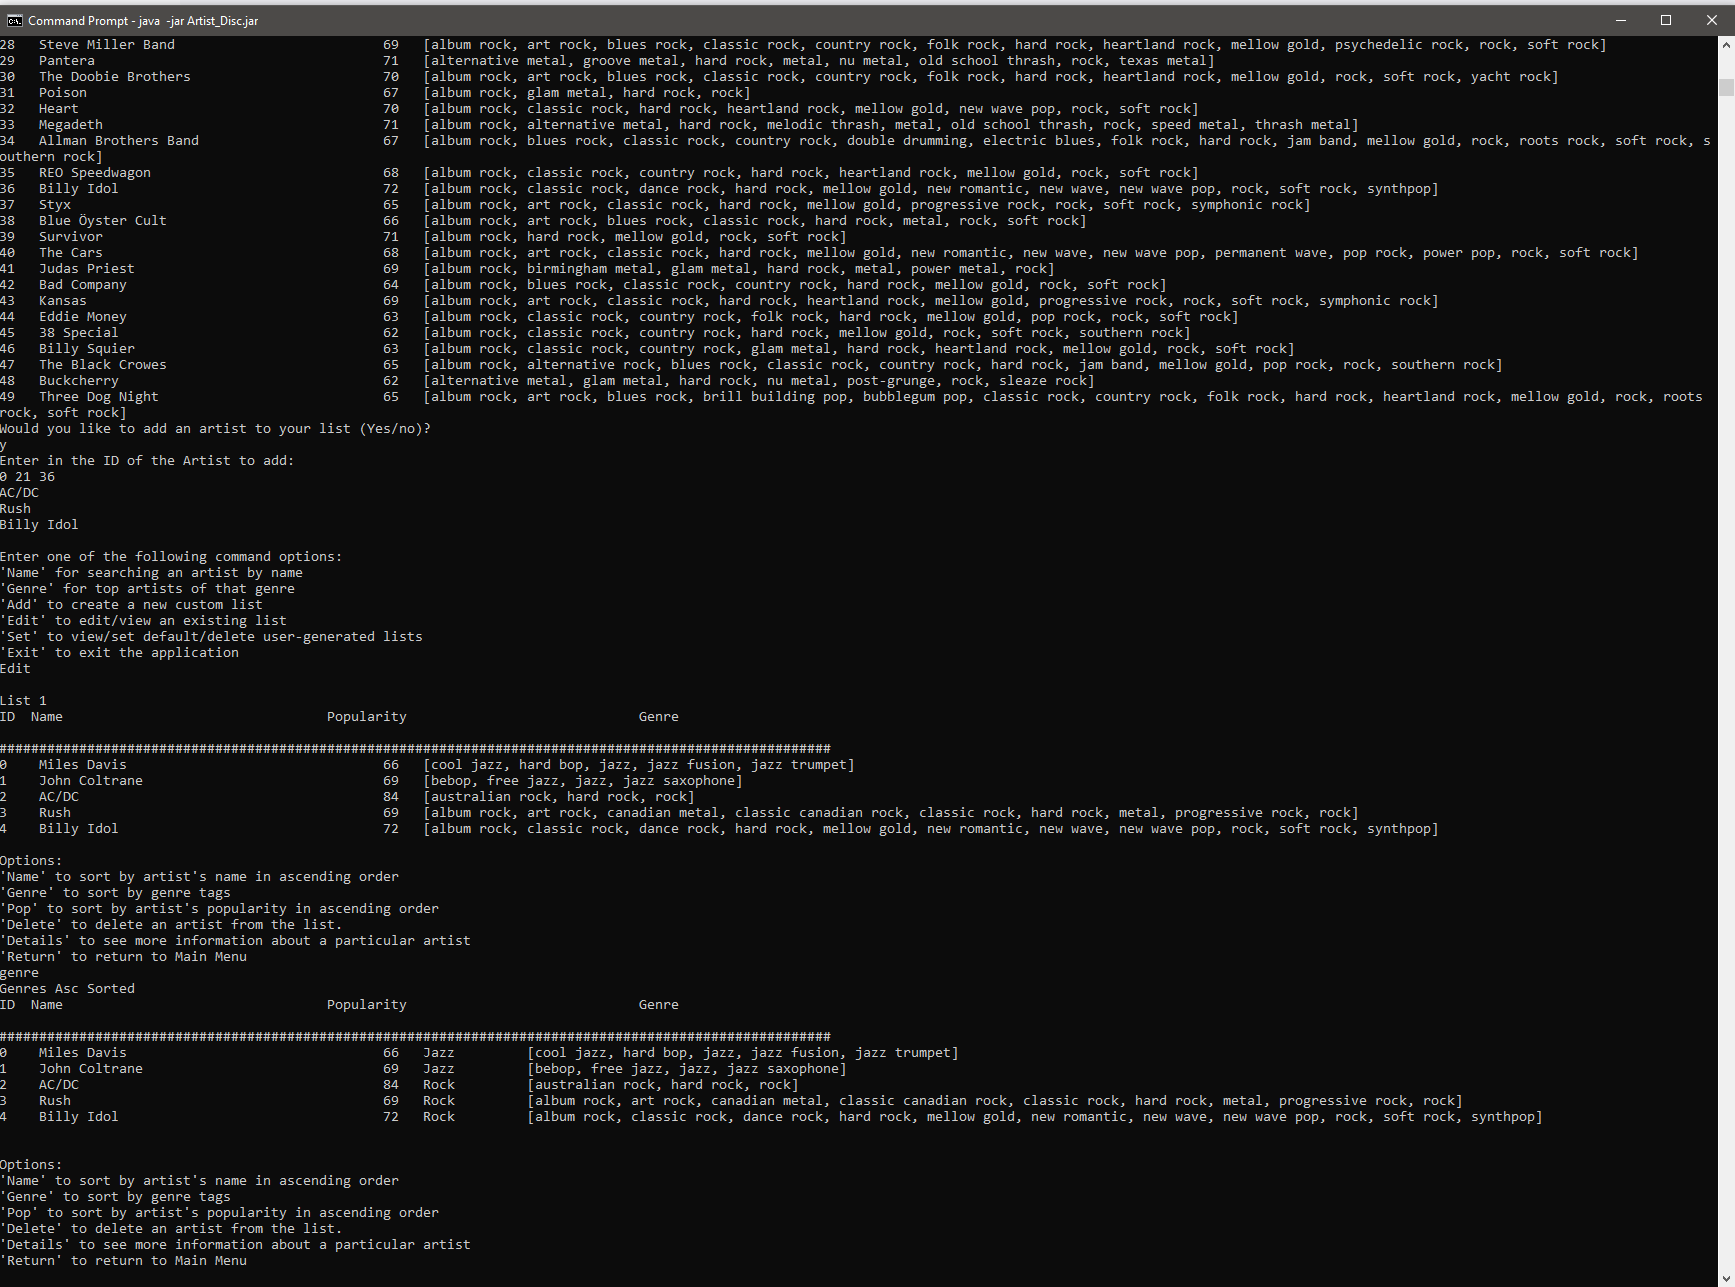 Command Prompt - java  -jar Artist_Disc.jar
28   Steve Miller Band                          69   [album rock, art rock, blues rock, classic rock, country rock, folk rock, hard rock, heartland rock, mellow gold, psychedelic rock, rock, soft rock]
29   Pantera                                    71   [alternative metal, groove metal, hard rock, metal, nu metal, old school thrash, rock, texas metal]
30   The Doobie Brothers                        70   [album rock, art rock, blues rock, classic rock, country rock, folk rock, hard rock, heartland rock, mellow gold, rock, soft rock, yacht rock]
31   Poison                                     67   [album rock, glam metal, hard rock, rock]
32   Heart                                      70   [album rock, classic rock, hard rock, heartland rock, mellow gold, new wave pop, rock, soft rock]
33   Megadeth                                   71   [album rock, alternative metal, hard rock, melodic thrash, metal, old school thrash, rock, speed metal, thrash metal]
34   Allman Brothers Band                       67   [album rock, blues rock, classic rock, country rock, double drumming, electric blues, folk rock, hard rock, jam band, mellow gold, rock, roots rock, soft rock, s
outhern rock]
35   REO Speedwagon                             68   [album rock, classic rock, country rock, hard rock, heartland rock, mellow gold, rock, soft rock]
36   Billy Idol                                 72   [album rock, classic rock, dance rock, hard rock, mellow gold, new romantic, new wave, new wave pop, rock, soft rock, synthpop]
37   Styx                                       65   [album rock, art rock, classic rock, hard rock, mellow gold, progressive rock, rock, soft rock, symphonic rock]
38   Blue Öyster Cult                           66   [album rock, art rock, blues rock, classic rock, hard rock, metal, rock, soft rock]
39   Survivor                                   71   [album rock, hard rock, mellow gold, rock, soft rock]
40   The Cars                                   68   [album rock, art rock, classic rock, hard rock, mellow gold, new romantic, new wave, new wave pop, permanent wave, pop rock, power pop, rock, soft rock]
41   Judas Priest                               69   [album rock, birmingham metal, glam metal, hard rock, metal, power metal, rock]
42   Bad Company                                64   [album rock, blues rock, classic rock, country rock, hard rock, mellow gold, rock, soft rock]
43   Kansas                                     69   [album rock, art rock, classic rock, hard rock, heartland rock, mellow gold, progressive rock, rock, soft rock, symphonic rock]
44   Eddie Money                                63   [album rock, classic rock, country rock, folk rock, hard rock, mellow gold, pop rock, rock, soft rock]
45   38 Special                                 62   [album rock, classic rock, country rock, hard rock, mellow gold, rock, soft rock, southern rock]
46   Billy Squier                               63   [album rock, classic rock, country rock, glam metal, hard rock, heartland rock, mellow gold, rock, soft rock]
47   The Black Crowes                           65   [album rock, alternative rock, blues rock, classic rock, country rock, hard rock, jam band, mellow gold, pop rock, rock, southern rock]
48   Buckcherry                                 62   [alternative metal, glam metal, hard rock, nu metal, post-grunge, rock, sleaze rock]
49   Three Dog Night                            65   [album rock, art rock, blues rock, brill building pop, bubblegum pop, classic rock, country rock, folk rock, hard rock, heartland rock, mellow gold, rock, roots
rock, soft rock]
Would you like to add an artist to your list (Yes/no)?
y
Enter in the ID of the Artist to add:
0 21 36
AC/DC
Rush
Billy Idol
Enter one of the following command options:
'Name' for searching an artist by name
'Genre' for top artists of that genre
'Add' to create a new custom list
'Edit' to edit/view an existing list
'Set' to view/set default/delete user-generated lists
'Exit' to exit the application
Edit
List 1
ID  Name                                 Popularity                             Genre
########################################################################################################
0    Miles Davis                                66   [cool jazz, hard bop, jazz, jazz fusion, jazz trumpet]
1    John Coltrane                              69   [bebop, free jazz, jazz, jazz saxophone]
2    AC/DC                                      84   [australian rock, hard rock, rock]
3    Rush                                       69   [album rock, art rock, canadian metal, classic canadian rock, classic rock, hard rock, metal, progressive rock, rock]
4    Billy Idol                                 72   [album rock, classic rock, dance rock, hard rock, mellow gold, new romantic, new wave, new wave pop, rock, soft rock, synthpop]
Options:
'Name' to sort by artist's name in ascending order
'Genre' to sort by genre tags
'Pop' to sort by artist's popularity in ascending order
'Delete' to delete an artist from the list.
'Details' to see more information about a particular artist
'Return' to return to Main Menu
genre
Genres Asc Sorted
ID  Name                                 Popularity                             Genre
########################################################################################################
0    Miles Davis                                66   Jazz         [cool jazz, hard bop, jazz, jazz fusion, jazz trumpet]
1    John Coltrane                              69   Jazz         [bebop, free jazz, jazz, jazz saxophone]
2    AC/DC                                      84   Rock         [australian rock, hard rock, rock]
3    Rush                                       69   Rock         [album rock, art rock, canadian metal, classic canadian rock, classic rock, hard rock, metal, progressive rock, rock]
4    Billy Idol                                 72   Rock         [album rock, classic rock, dance rock, hard rock, mellow gold, new romantic, new wave, new wave pop, rock, soft rock, synthpop]
Options:
'Name' to sort by artist's name in ascending order
'Genre' to sort by genre tags
'Pop' to sort by artist's popularity in ascending order
'Delete' to delete an artist from the list.
'Details' to see more information about a particular artist
'Return' to return to Main Menu